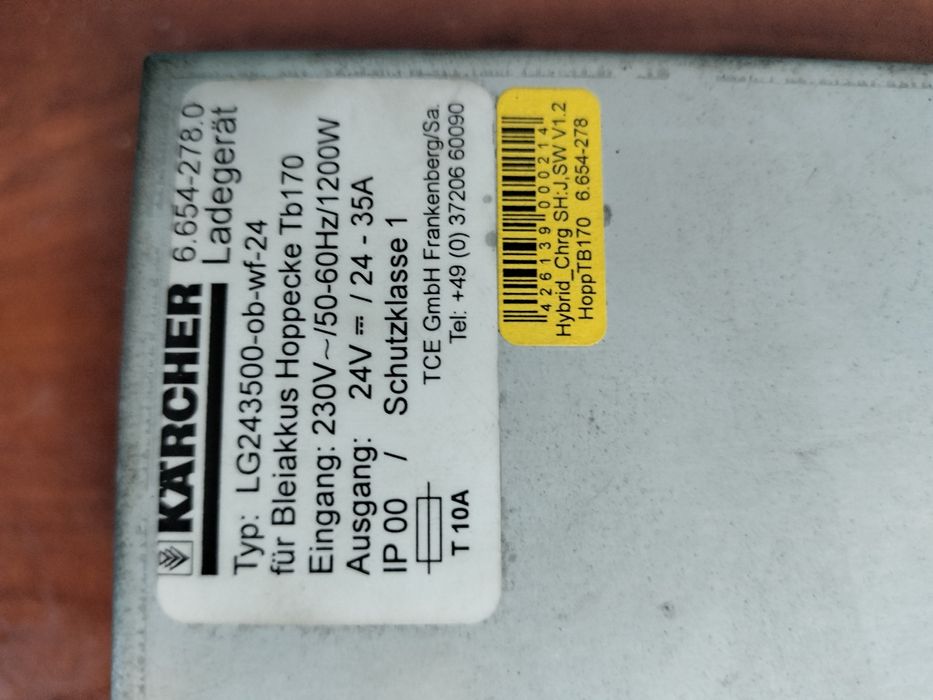 KÄRCHER 6.654-278.0
Ladegerät
Typ: LG243500-ob-wf-24
für Bleiakkus Hoppecke Tb170
Eingang: 230V~/50-60Hz/1200W
Ausgang: 24V ⎓ / 24 - 35A
IP 00 / Schutzklasse 1
TCE GmbH Frankenberg/Sa.
Tel: +49 (0) 37206 60090
T 10A
426139000214
Hybrid_Chrg SH:J,SW V1.2
HoppTB170 6.654-278